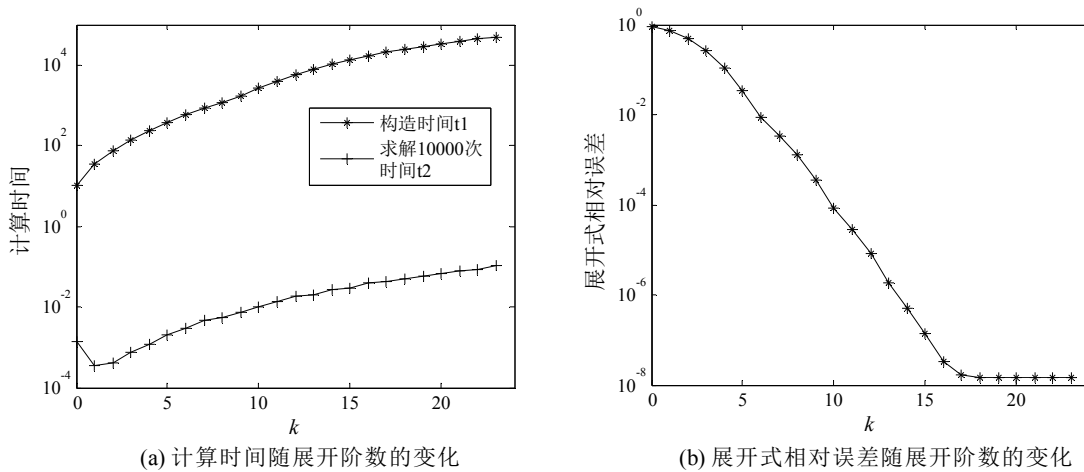 10^4
10^2
10^0
10^-2
10^-4
计算时间
构造时间t1
求解10000次
时间t2
0 5 10 15 20
k
(a) 计算时间随展开阶数的变化
10^0
10^-2
10^-4
10^-6
10^-8
展开式相对误差
0 5 10 15 20
k
(b) 展开式相对误差随展开阶数的变化